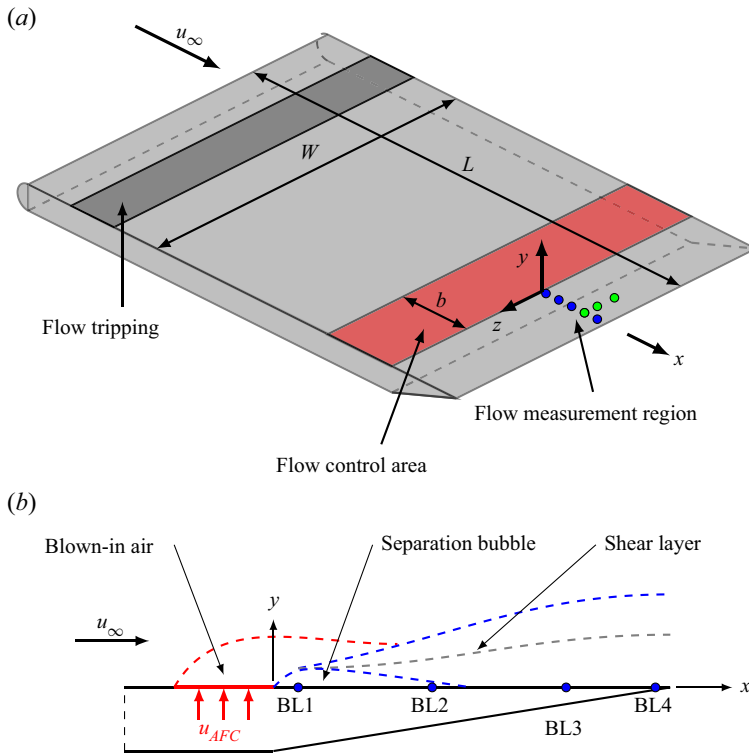 (a)
u∞
W
L
y
b
z
x
Flow tripping
Flow measurement region
Flow control area
(b)
Blown-in air
Separation bubble
Shear layer
u∞
y
x
BL1
BL2
BL3
BL4
uAFC